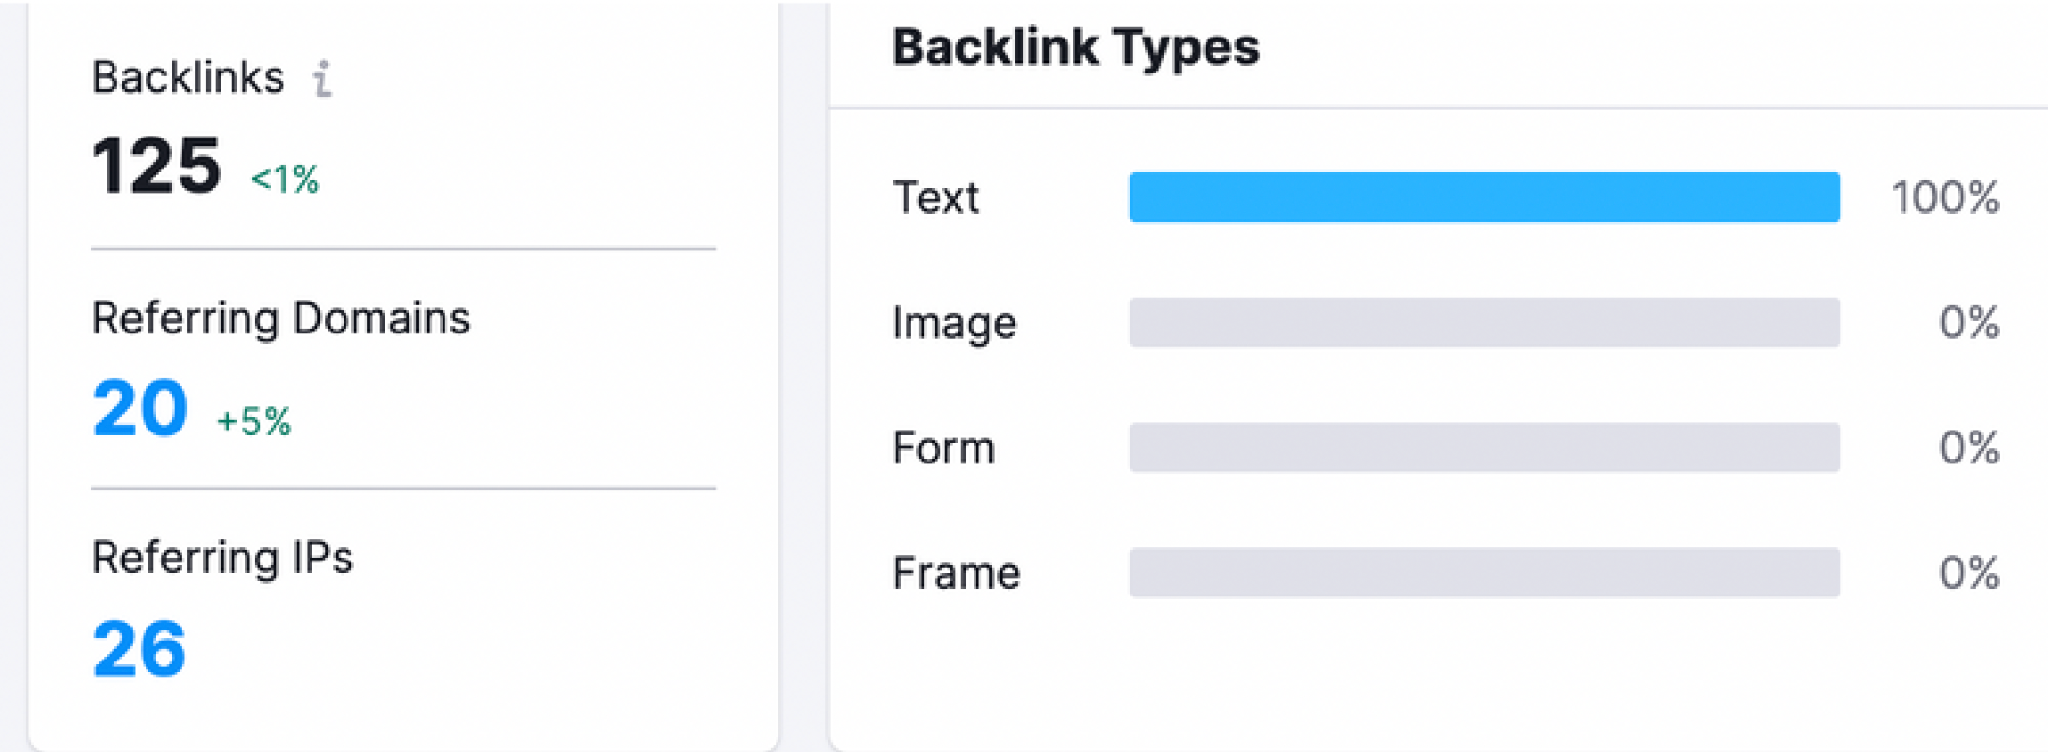 Backlinks i
125 <1%
Referring Domains
20 +5%
Referring IPs
26
Backlink Types
Text 100%
Image 0%
Form 0%
Frame 0%